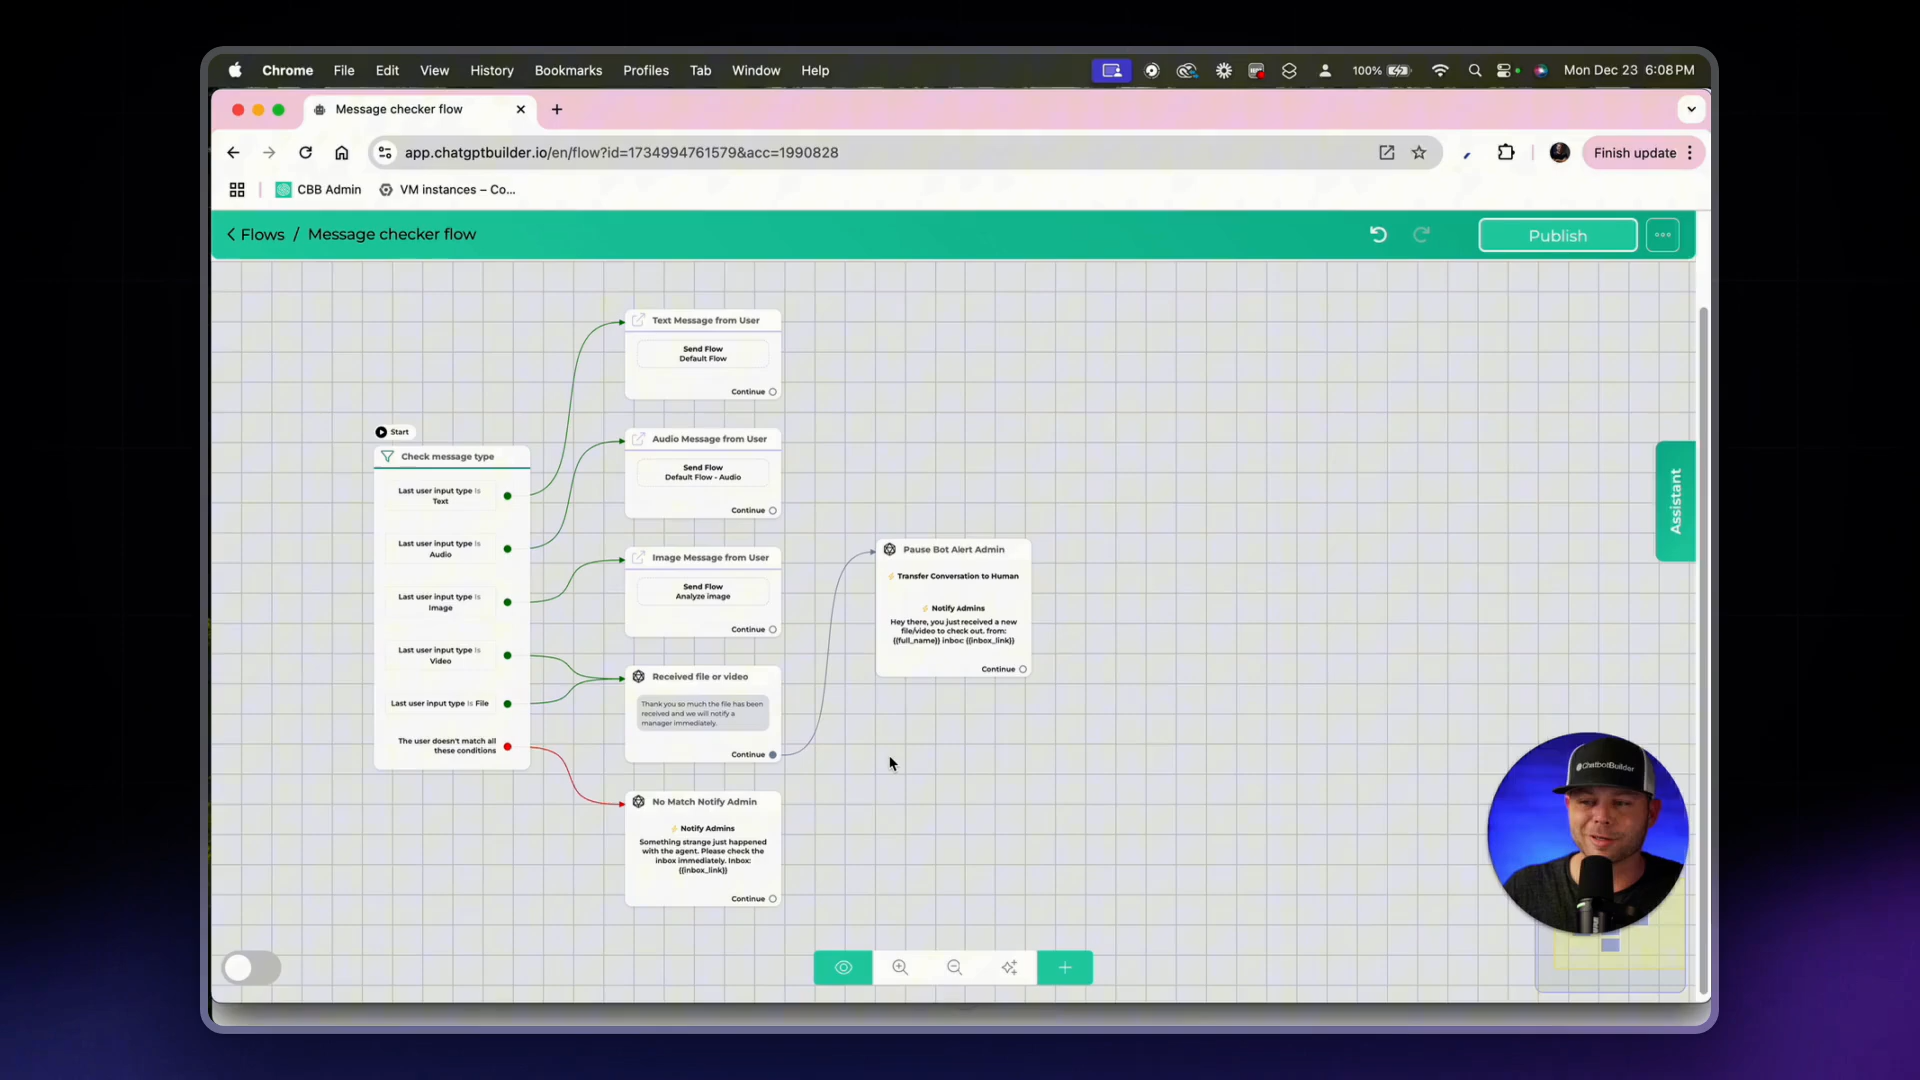 Chrome File Edit View History Bookmarks Profiles Tab Window Help
100% Mon Dec 23 6:08 PM
Message checker flow
app.chatgptbuilder.io/en/flow?id=1734994761579&acc=1990828
Finish update
CBB Admin
VM instances – Co...
Flows / Message checker flow
Publish
Start
Check message type
Last user input type Is
Text
Last user input type Is
Audio
Last user input type Is
Image
Last user input type Is
Video
Last user input type Is File
The user doesn't match all
these conditions
Text Message from User
Send Flow
Default Flow
Continue
Audio Message from User
Send Flow
Default Flow - Audio
Continue
Image Message from User
Send Flow
Analyze image
Continue
Received file or video
Thank you so much the file has been
received and we will notify a
manager immediately.
Continue
No Match Notify Admin
Notify Admins
Something strange just happened
with the agent. Please check the
inbox immediately. Inbox:
{{inbox_link}}
Continue
Pause Bot Alert Admin
Transfer Conversation to Human
Notify Admins
Hey there, you just received a new
file/video to check out. from:
{{full_name}} inbox: {{inbox_link}}
Continue
Assistant
ChatbotBuilder